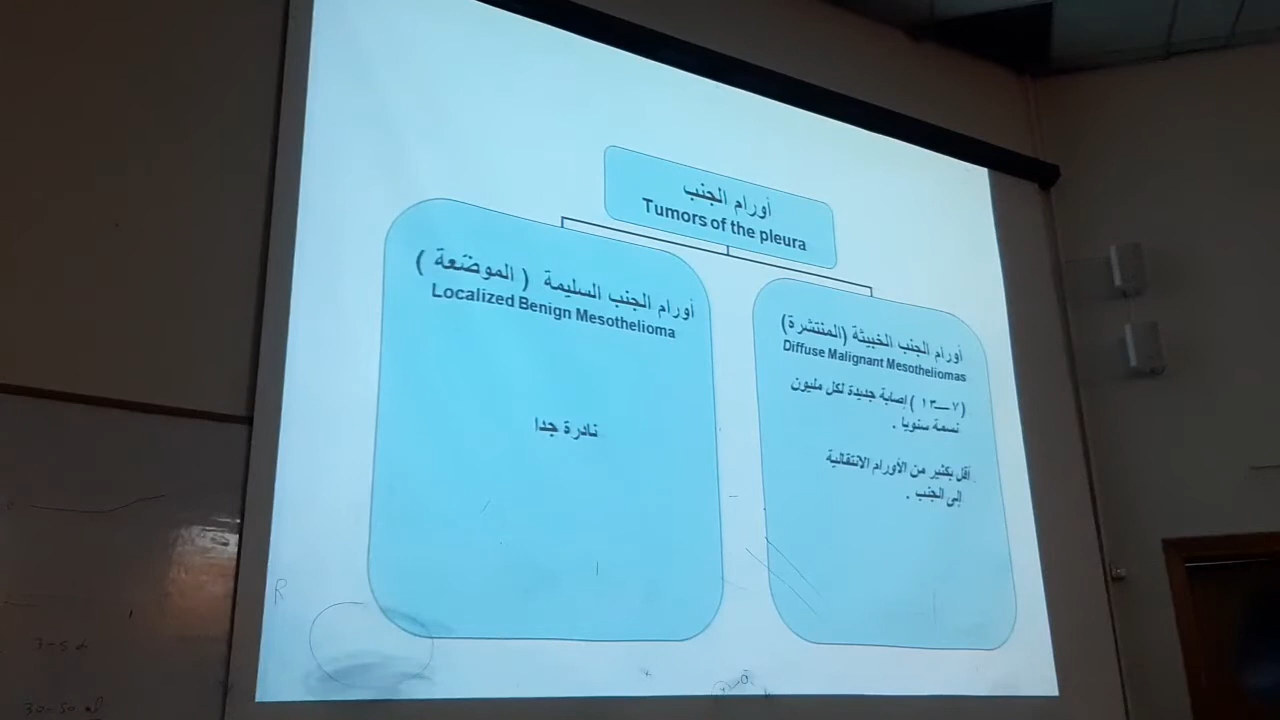 أورام الجنب
Tumors of the pleura
أورام الجنب السليمة ( الموضعة )
Localized Benign Mesothelioma
نادرة جدا
أورام الجنب الخبيثة (المنتشرة)
Diffuse Malignant Mesotheliomas
(٧ــ١٣ ) إصابة جديدة لكل مليون
نسمة سنويا .
أقل بكثير من الأورام الانتقالية
إلى الجنب .
R